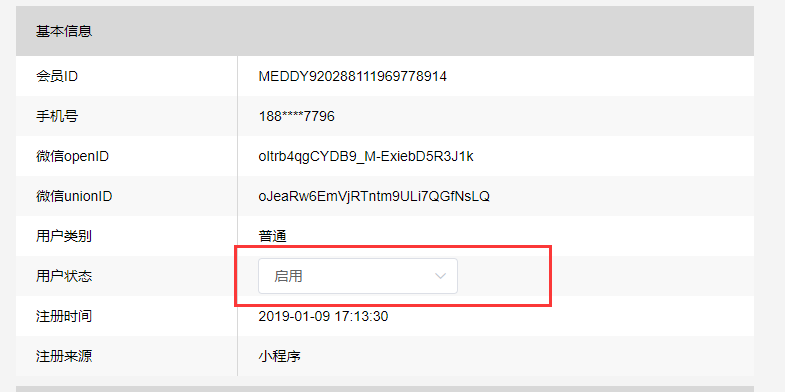 基本信息
会员ID MEDDY920288111969778914
手机号 188****7796
微信openID oItrb4qgCYDB9_M-ExiebD5R3J1k
微信unionID oJeaRw6EmVjRTntm9ULi7QGfNsLQ
用户类别 普通
用户状态 启用
注册时间 2019-01-09 17:13:30
注册来源 小程序